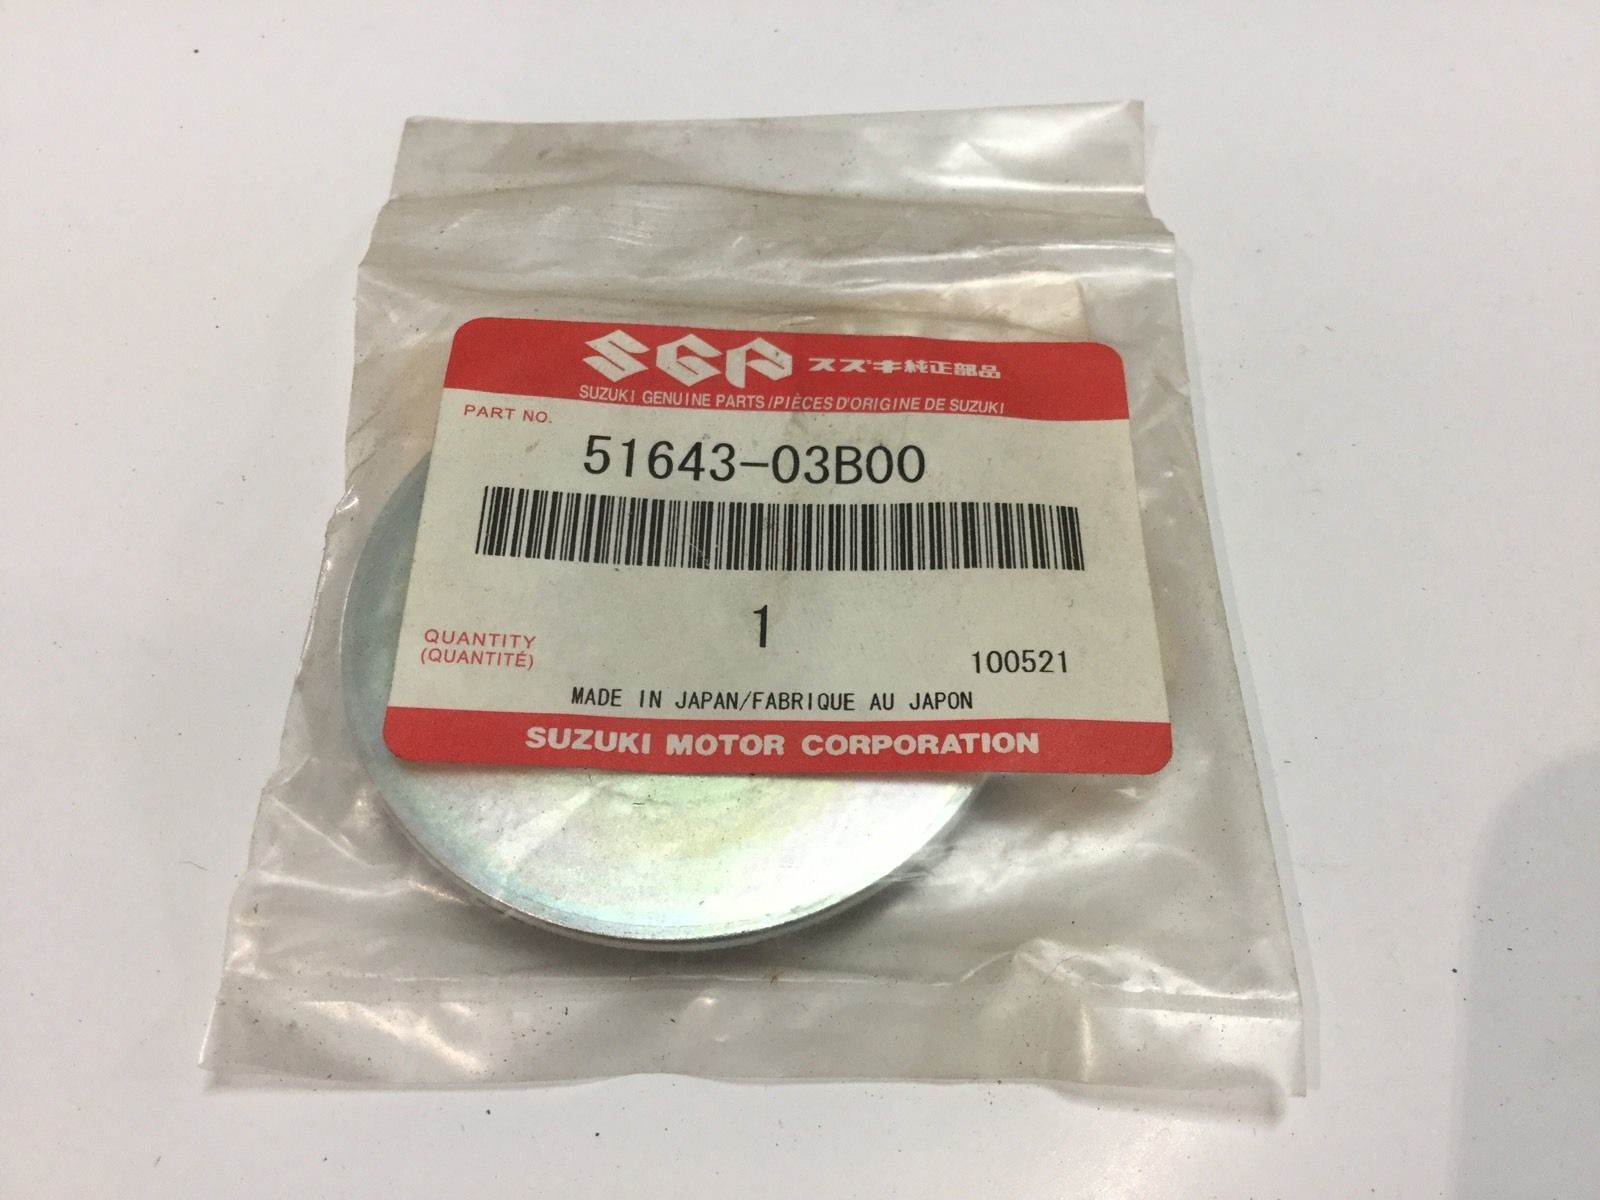 SGP スズキ純正部品
SUZUKI GENUINE PARTS/PIÈCES D'ORIGINE DE SUZUKI
PART NO.
51643-03B00
1
QUANTITY
(QUANTITÉ)
100521
MADE IN JAPAN/FABRIQUE AU JAPON
SUZUKI MOTOR CORPORATION